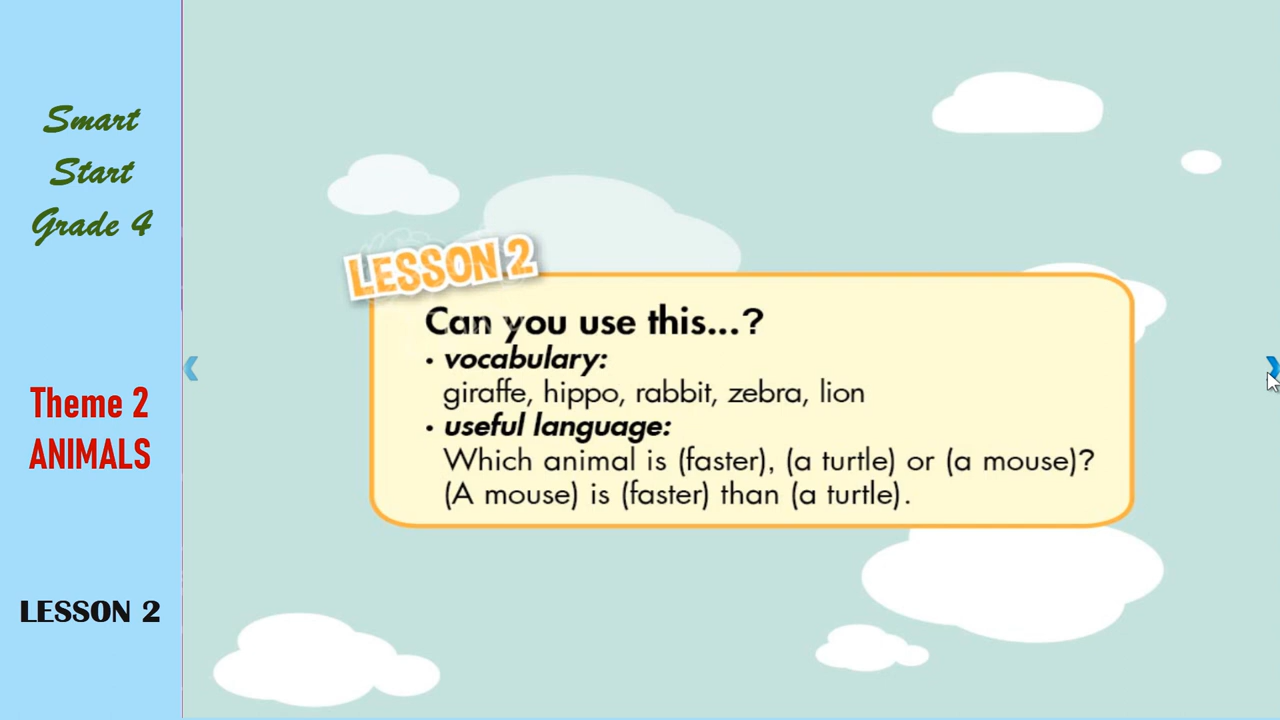 Smart
Start
Grade 4
Theme 2
ANIMALS
LESSON 2
LESSON 2
Can you use this...?
• vocabulary:
giraffe, hippo, rabbit, zebra, lion
• useful language:
Which animal is (faster), (a turtle) or (a mouse)?
(A mouse) is (faster) than (a turtle).